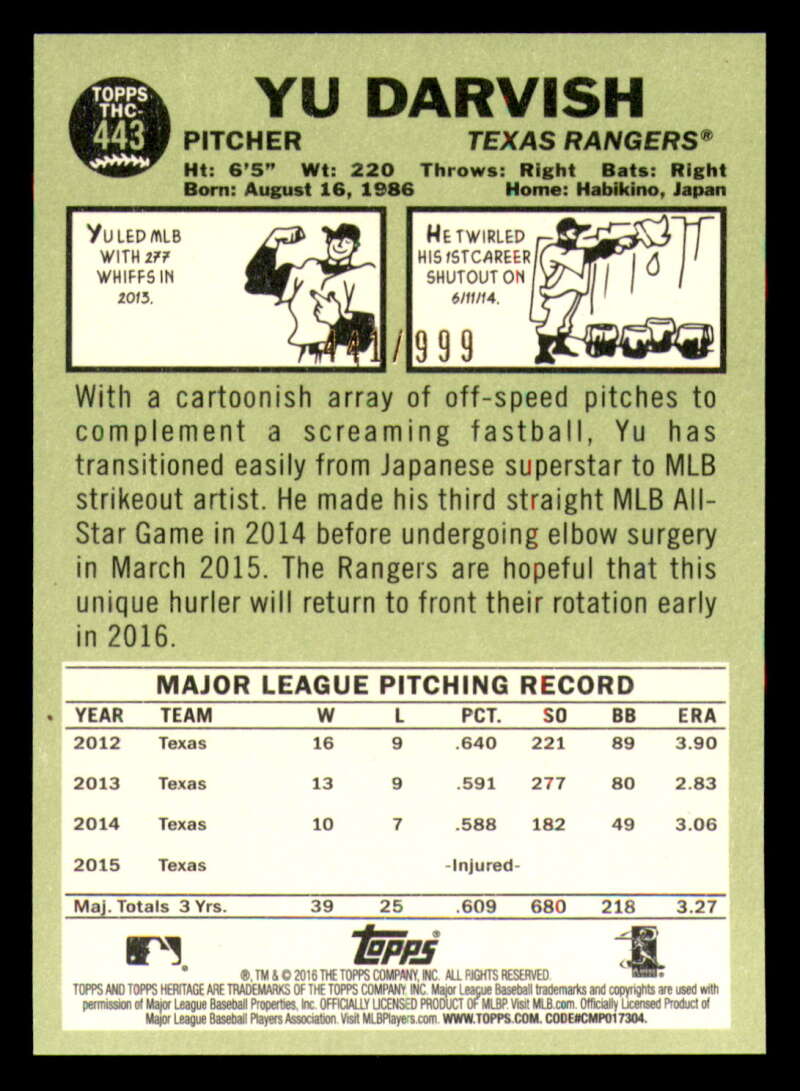 TOPPS
THC-
443
YU DARVISH
PITCHER TEXAS RANGERS®
Ht: 6'5" Wt: 220 Throws: Right Bats: Right
Born: August 16, 1986 Home: Habikino, Japan
YU LED MLB
WITH 277
WHIFFS IN
2013.
HE TWIRLED
HIS 1ST CAREER
SHUTOUT ON
6/11/14.
441/999
With a cartoonish array of off-speed pitches to
complement a screaming fastball, Yu has
transitioned easily from Japanese superstar to MLB
strikeout artist. He made his third straight MLB All-
Star Game in 2014 before undergoing elbow surgery
in March 2015. The Rangers are hopeful that this
unique hurler will return to front their rotation early
in 2016.
MAJOR LEAGUE PITCHING RECORD
YEAR TEAM W L PCT. SO BB ERA
2012 Texas 16 9 .640 221 89 3.90
2013 Texas 13 9 .591 277 80 2.83
2014 Texas 10 7 .588 182 49 3.06
2015 Texas -Injured-
Maj. Totals 3 Yrs. 39 25 .609 680 218 3.27
Topps®
®, TM & © 2016 THE TOPPS COMPANY, INC. ALL RIGHTS RESERVED.
TOPPS AND TOPPS HERITAGE ARE TRADEMARKS OF THE TOPPS COMPANY, INC. Major League Baseball trademarks and copyrights are used with
permission of Major League Baseball Properties, Inc. OFFICIALLY LICENSED PRODUCT OF MLBP. Visit MLB.com. Officially Licensed Product of
Major League Baseball Players Association. Visit MLBPlayers.com. WWW.TOPPS.COM. CODE#CMP017304.